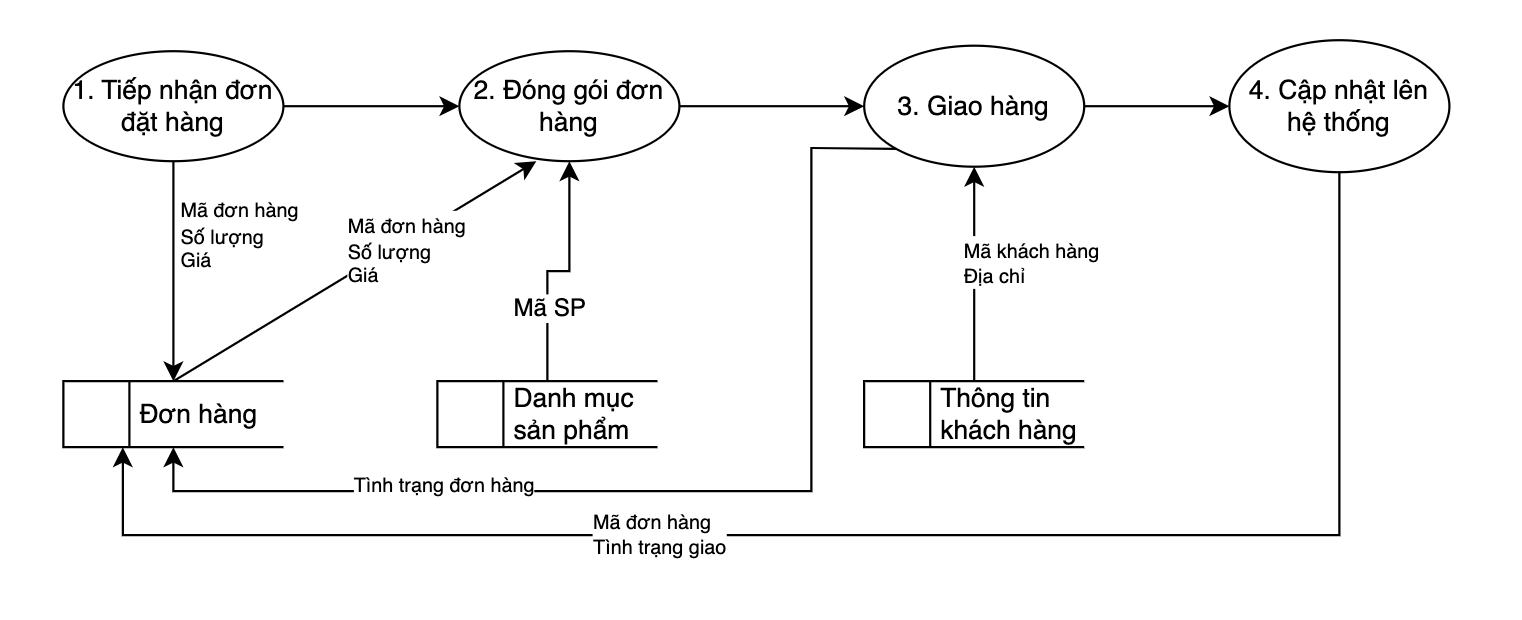 1. Tiếp nhận đơn
đặt hàng
2. Đóng gói đơn
hàng
3. Giao hàng
4. Cập nhật lên
hệ thống
Mã đơn hàng
Số lượng
Giá
Mã đơn hàng
Số lượng
Giá
Mã SP
Mã khách hàng
Địa chỉ
Đơn hàng
Danh mục
sản phẩm
Thông tin
khách hàng
Tình trạng đơn hàng
Mã đơn hàng
Tình trạng giao